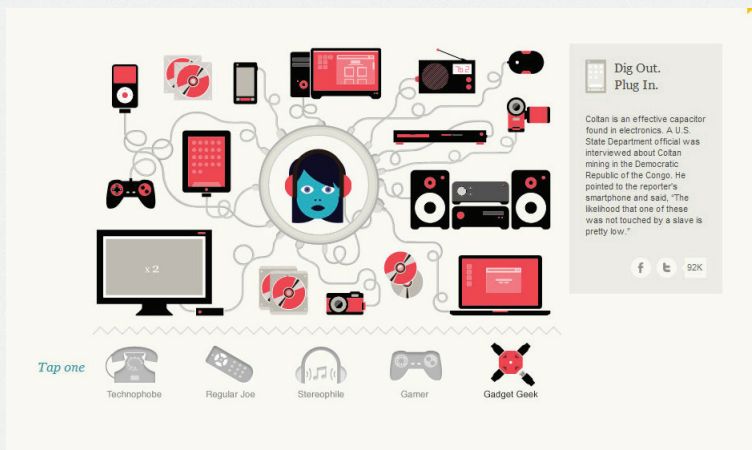 76.2
Dig Out.
Plug In.
Coltan is an effective capacitor
found in electronics. A U.S.
State Department official was
interviewed about Coltan
mining in the Democratic
Republic of the Congo. He
pointed to the reporter's
smartphone and said, "The
likelihood that one of these
was not touched by a slave is
pretty low."
92K
x 2
Tap one
Technophobe
Regular Joe
Stereophile
Gamer
Gadget Geek